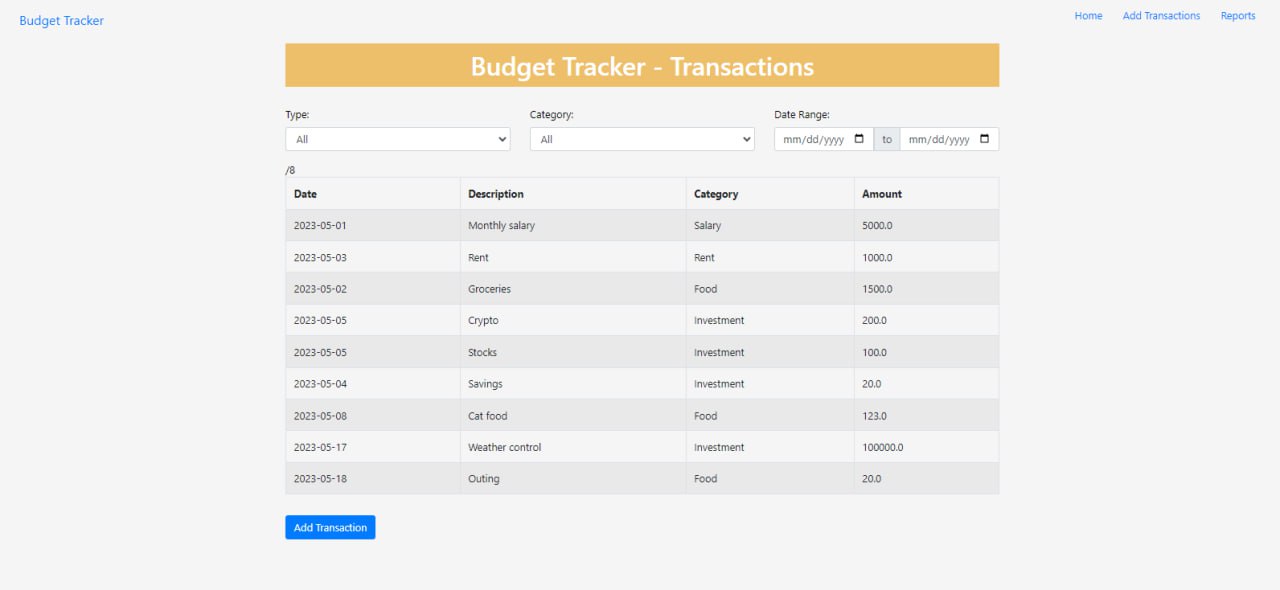 Budget Tracker
Home Add Transactions Reports
Budget Tracker - Transactions
Type: Category: Date Range:
All All mm/dd/yyyy to mm/dd/yyyy
/8
Date Description Category Amount
2023-05-01 Monthly salary Salary 5000.0
2023-05-03 Rent Rent 1000.0
2023-05-02 Groceries Food 1500.0
2023-05-05 Crypto Investment 200.0
2023-05-05 Stocks Investment 100.0
2023-05-04 Savings Investment 20.0
2023-05-08 Cat food Food 123.0
2023-05-17 Weather control Investment 100000.0
2023-05-18 Outing Food 20.0
Add Transaction